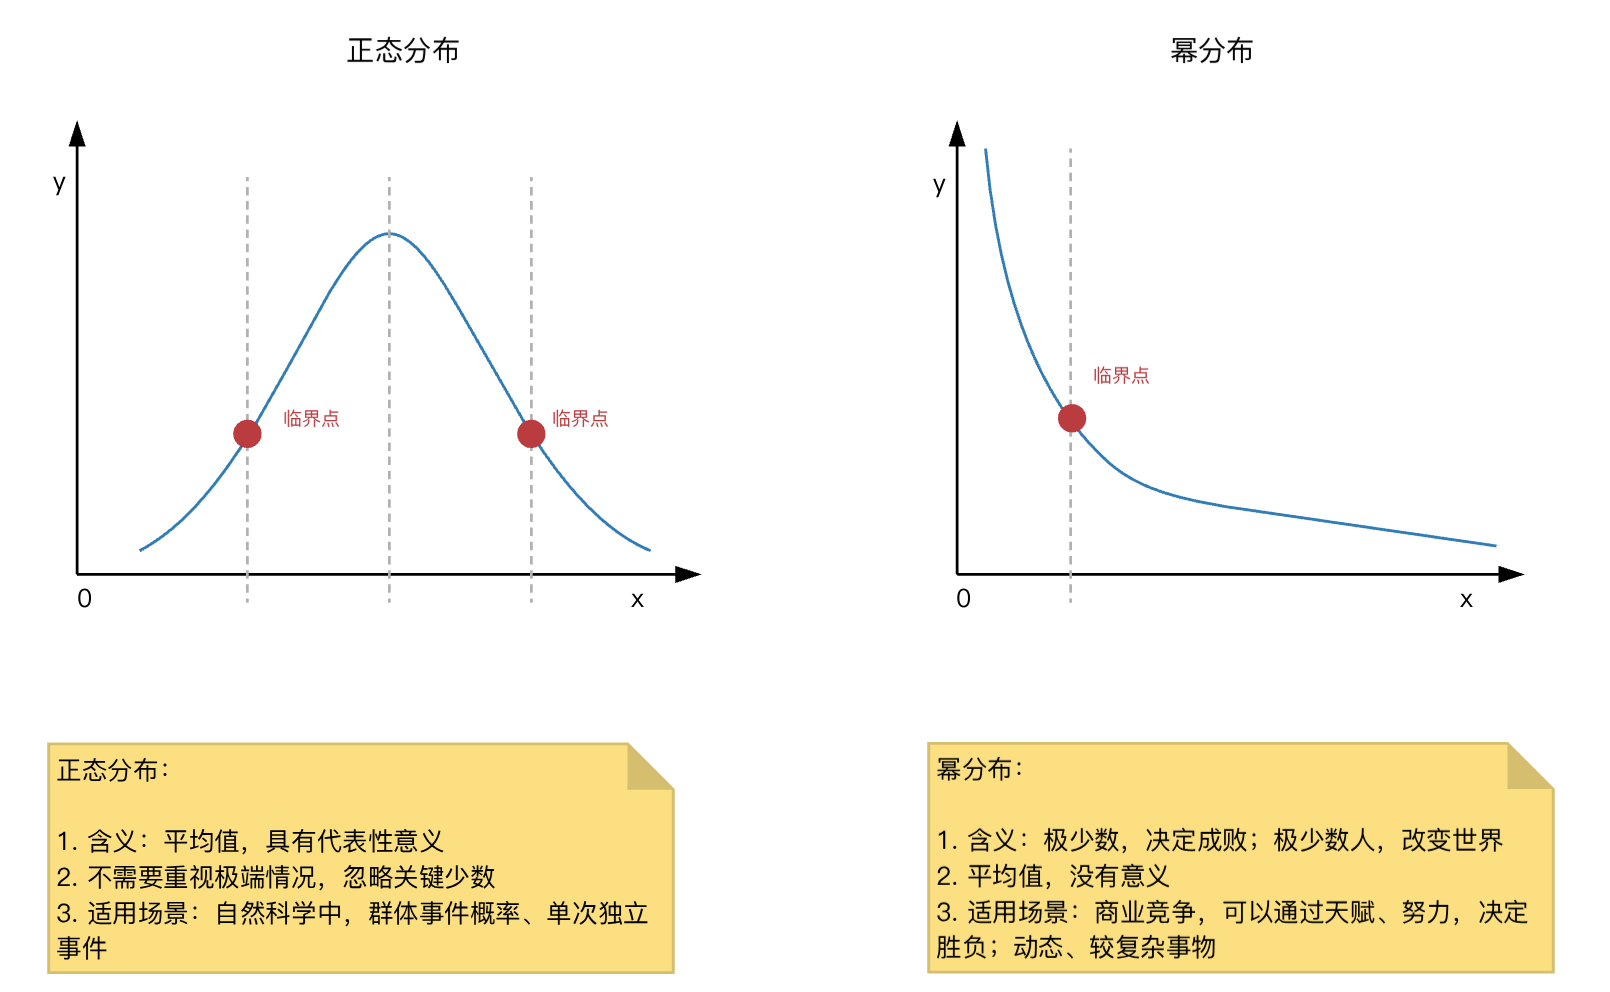 正态分布
幂分布
y
临界点
临界点
0
x
y
临界点
0
x
正态分布：
1. 含义：平均值，具有代表性意义
2. 不需要重视极端情况，忽略关键少数
3. 适用场景：自然科学中，群体事件概率、单次独立
事件
幂分布：
1. 含义：极少数，决定成败；极少数人，改变世界
2. 平均值，没有意义
3. 适用场景：商业竞争，可以通过天赋、努力，决定
胜负；动态、较复杂事物